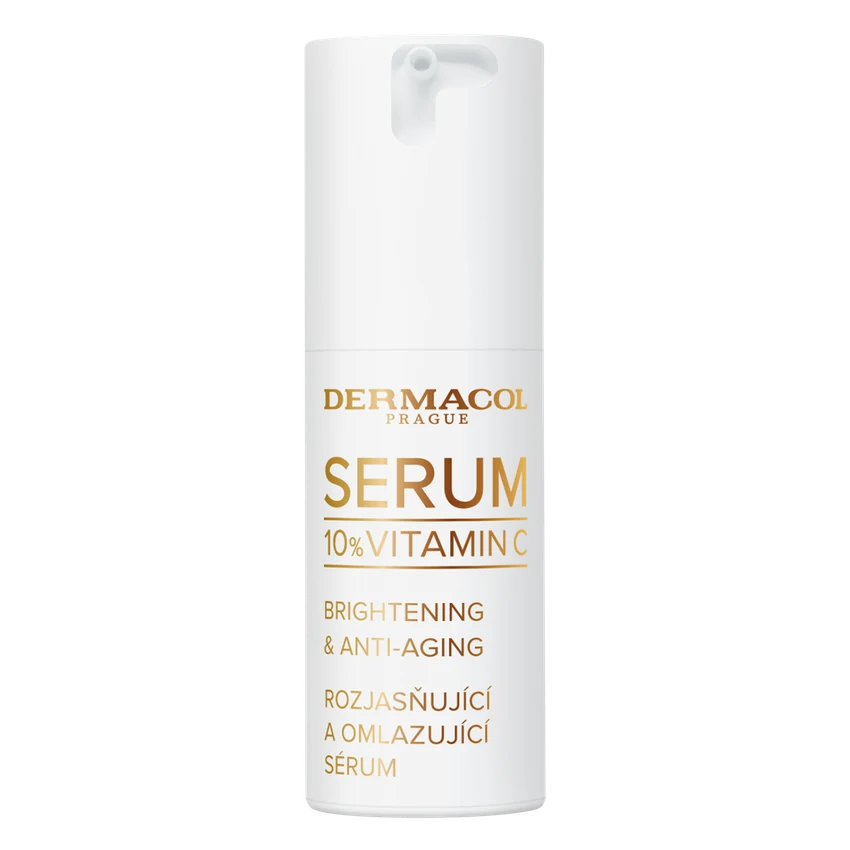 DERMACOL
PRAGUE
SERUM
10% VITAMIN C
BRIGHTENING
& ANTI-AGING
ROZJASŇUJÍCÍ
A OMLAZUJÍCÍ
SÉRUM